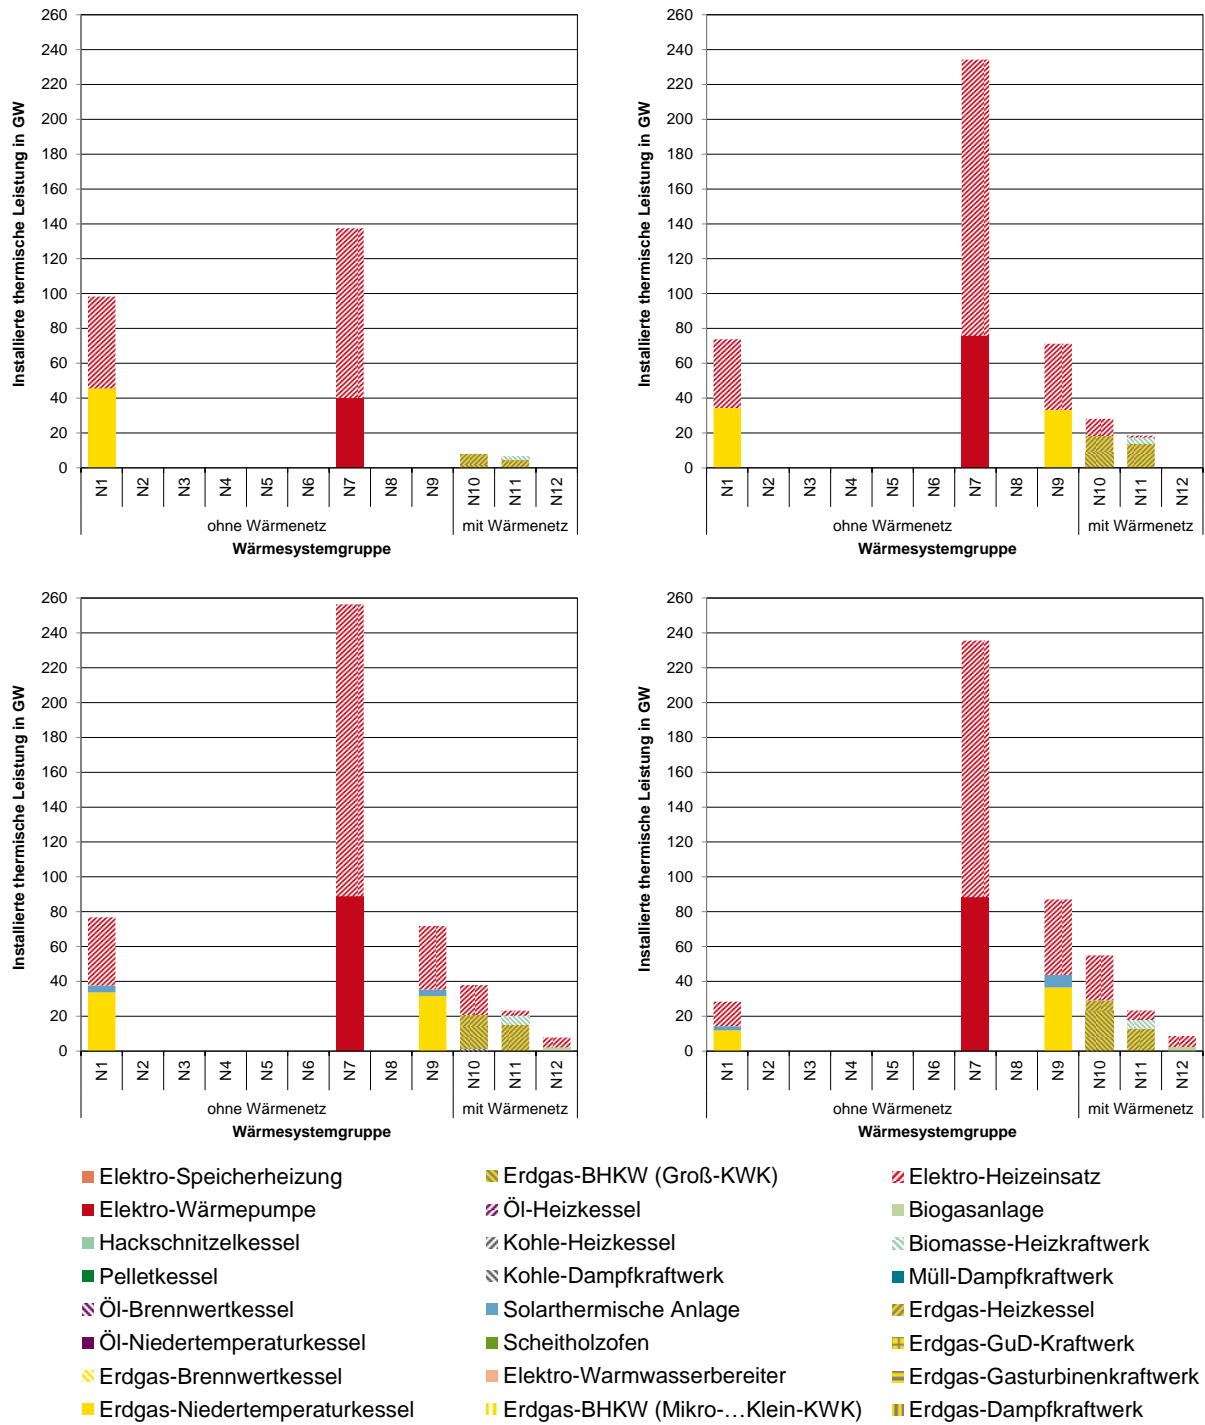 Installierte thermische Leistung in GW
260
240
220
200
180
160
140
120
100
80
60
40
20
0
N1 N2 N3 N4 N5 N6 N7 N8 N9 N10 N11 N12
ohne Wärmenetz mit Wärmenetz
Wärmesystemgruppe
Installierte thermische Leistung in GW
260
240
220
200
180
160
140
120
100
80
60
40
20
0
N1 N2 N3 N4 N5 N6 N7 N8 N9 N10 N11 N12
ohne Wärmenetz mit Wärmenetz
Wärmesystemgruppe
Installierte thermische Leistung in GW
260
240
220
200
180
160
140
120
100
80
60
40
20
0
N1 N2 N3 N4 N5 N6 N7 N8 N9 N10 N11 N12
ohne Wärmenetz mit Wärmenetz
Wärmesystemgruppe
Installierte thermische Leistung in GW
260
240
220
200
180
160
140
120
100
80
60
40
20
0
N1 N2 N3 N4 N5 N6 N7 N8 N9 N10 N11 N12
ohne Wärmenetz mit Wärmenetz
Wärmesystemgruppe
Elektro-Speicherheizung
Elektro-Wärmepumpe
Hackschnitzelkessel
Pelletkessel
Öl-Brennwertkessel
Öl-Niedertemperaturkessel
Erdgas-Brennwertkessel
Erdgas-Niedertemperaturkessel
Erdgas-BHKW (Groß-KWK)
Öl-Heizkessel
Kohle-Heizkessel
Kohle-Dampfkraftwerk
Solarthermische Anlage
Scheitholzofen
Elektro-Warmwasserbereiter
Erdgas-BHKW (Mikro-…Klein-KWK)
Elektro-Heizeinsatz
Biogasanlage
Biomasse-Heizkraftwerk
Müll-Dampfkraftwerk
Erdgas-Heizkessel
Erdgas-GuD-Kraftwerk
Erdgas-Gasturbinenkraftwerk
Erdgas-Dampfkraftwerk